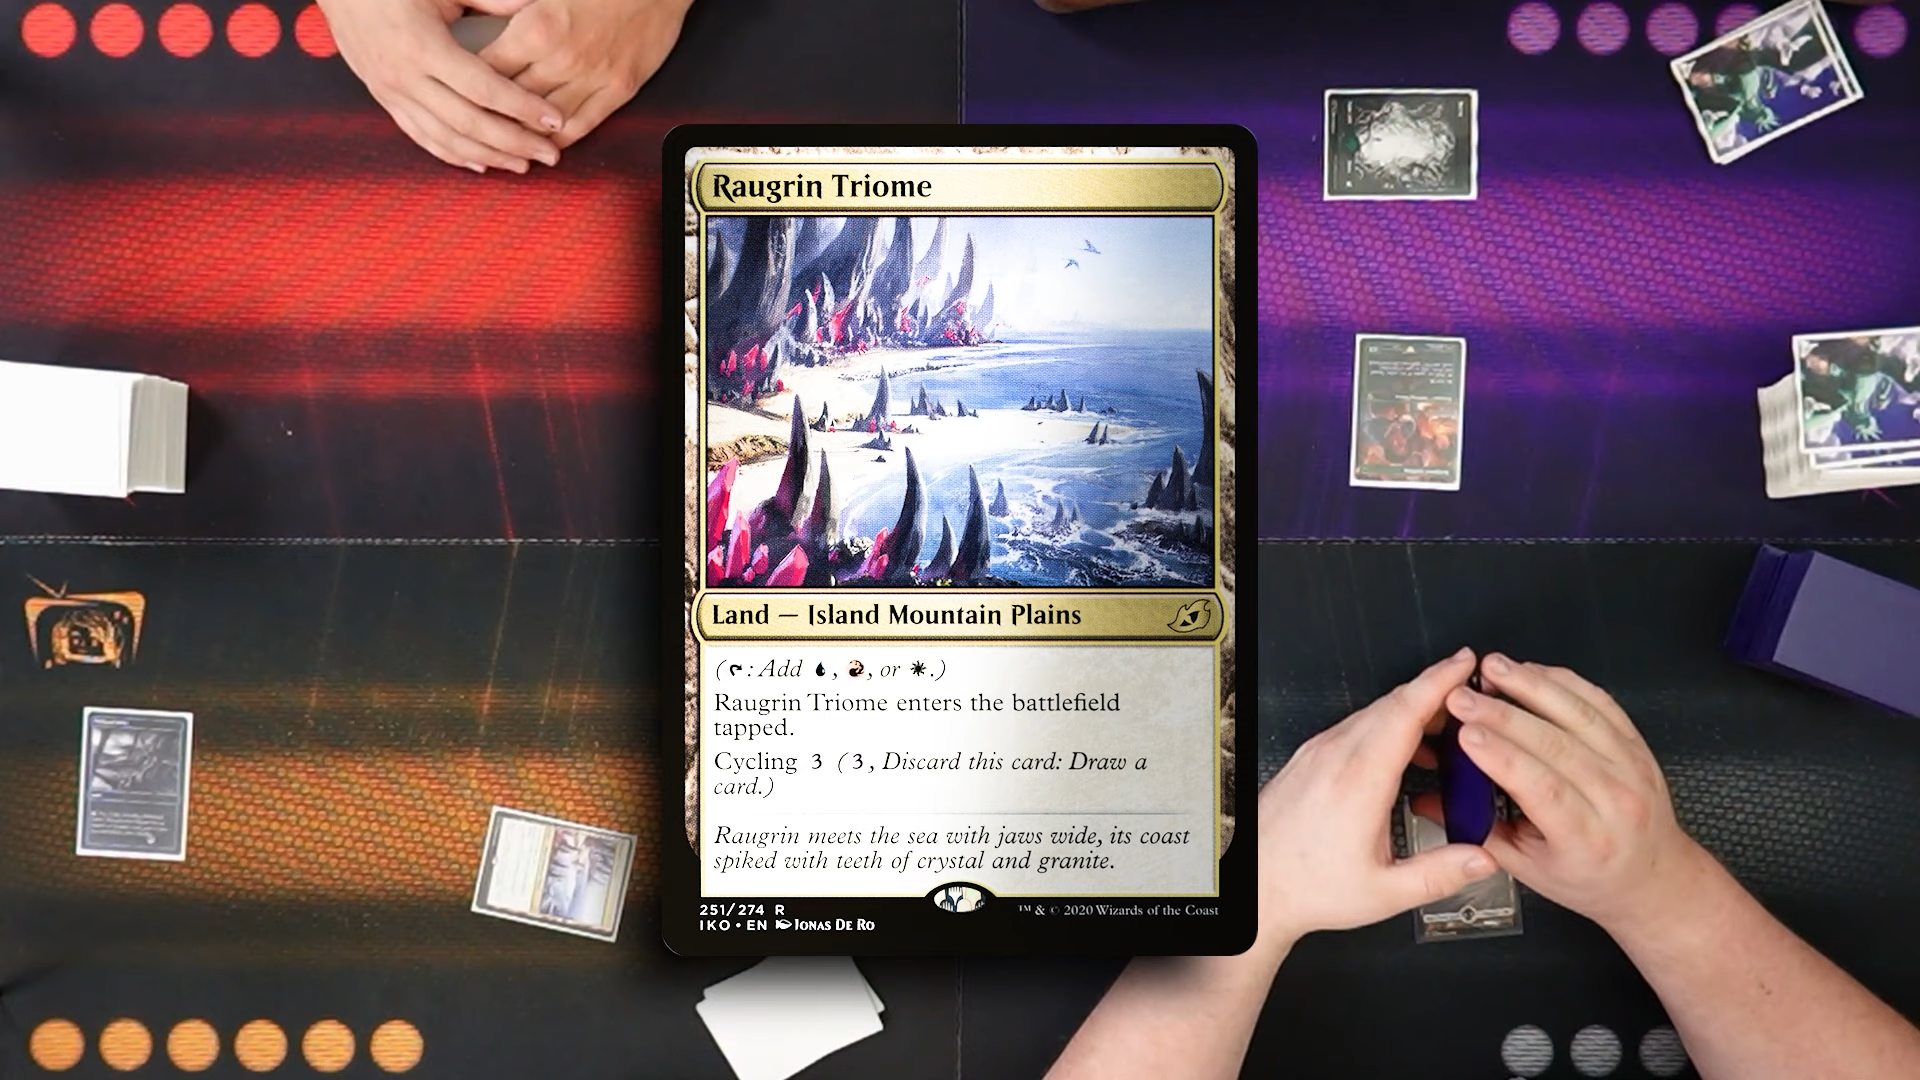 Raugrin Triome
Land — Island Mountain Plains
(: Add , , or .)
Raugrin Triome enters the battlefield
tapped.
Cycling 3 (3, Discard this card: Draw a
card.)
Raugrin meets the sea with jaws wide, its coast
spiked with teeth of crystal and granite.
251/274 R
IKO • EN JONAS DE RO
™ & © 2020 Wizards of the Coast